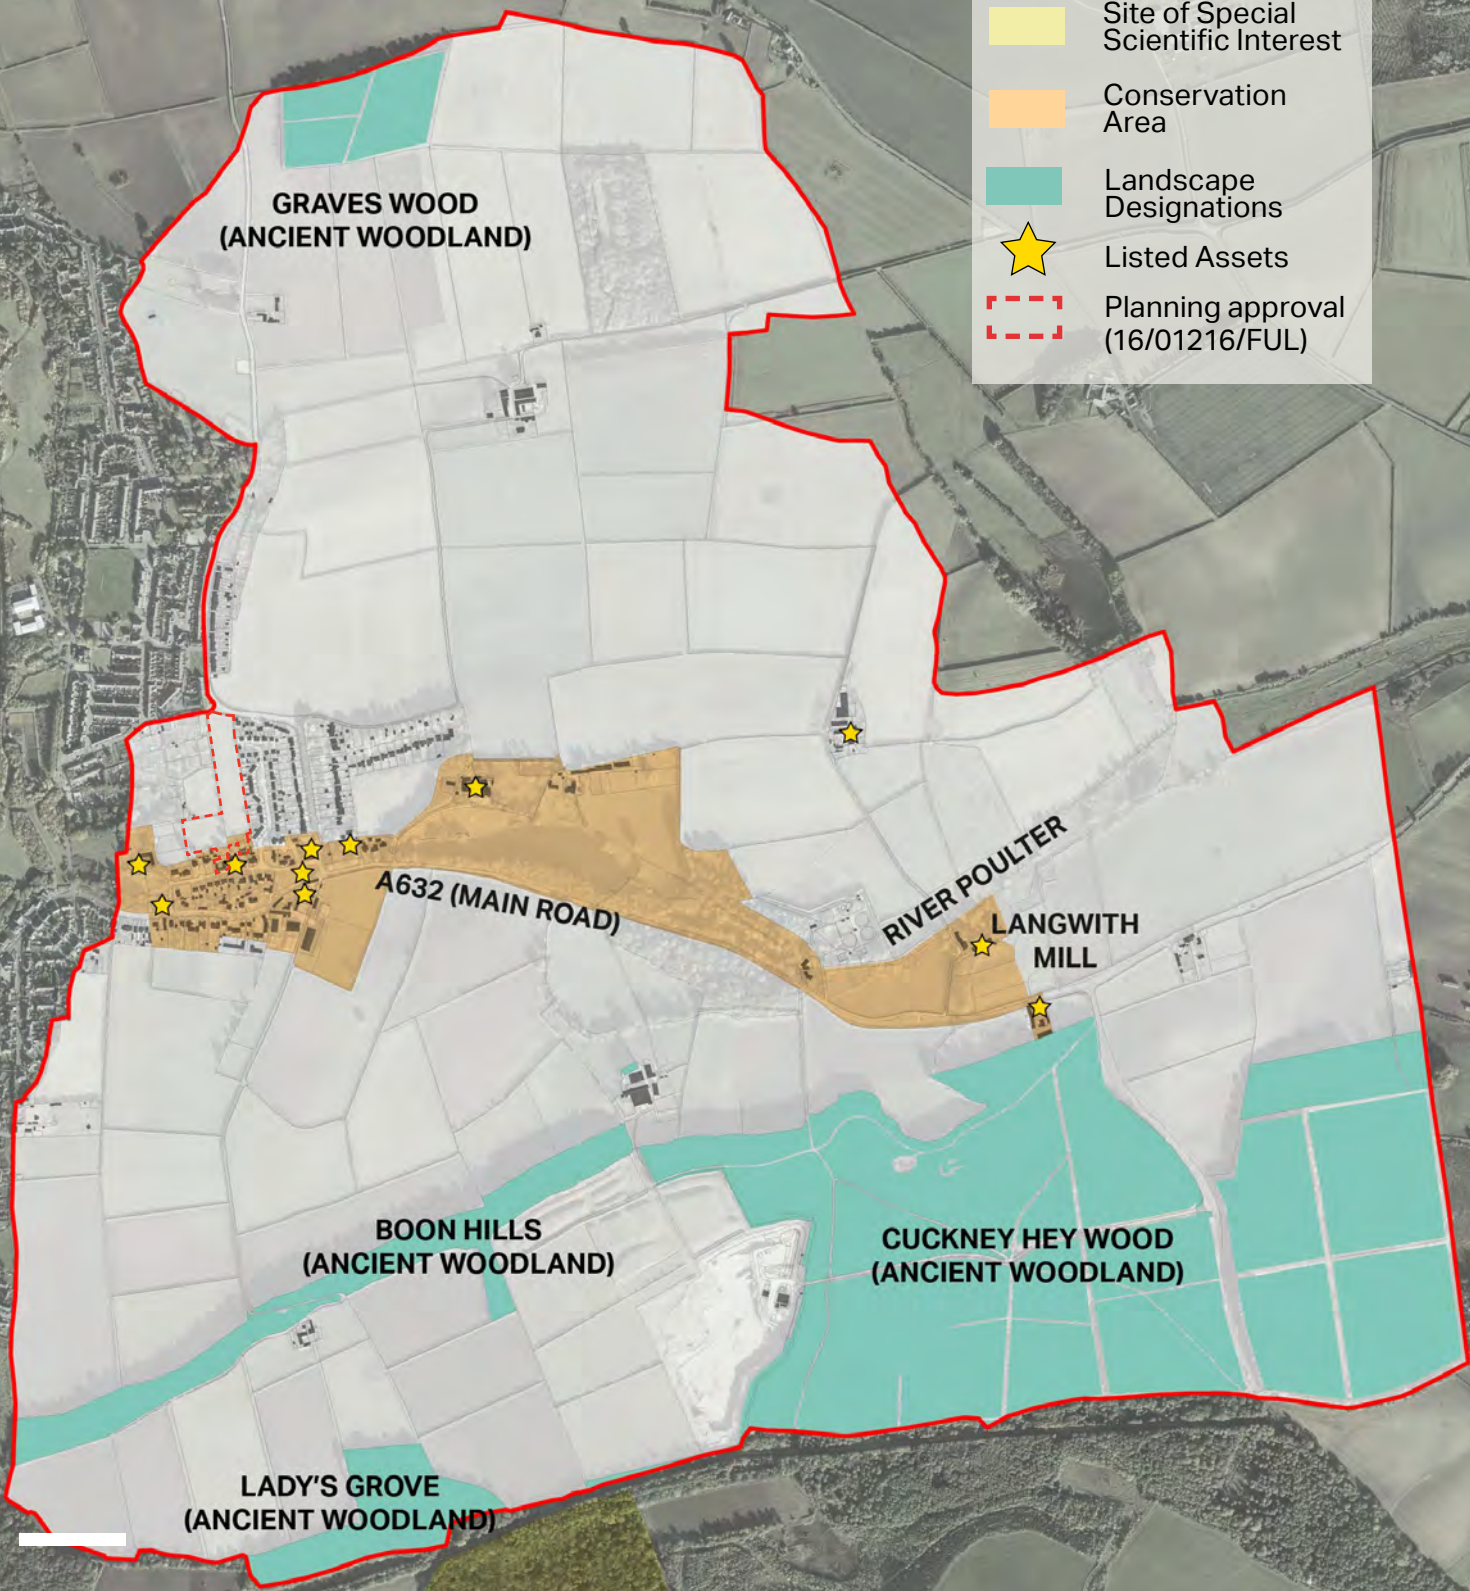 Site of Special
Scientific Interest
Conservation
Area
Landscape
Designations
Listed Assets
Planning approval
(16/01216/FUL)
GRAVES WOOD
(ANCIENT WOODLAND)
A632 (MAIN ROAD)
RIVER POULTER
LANGWITH
MILL
BOON HILLS
(ANCIENT WOODLAND)
CUCKNEY HEY WOOD
(ANCIENT WOODLAND)
LADY'S GROVE
(ANCIENT WOODLAND)